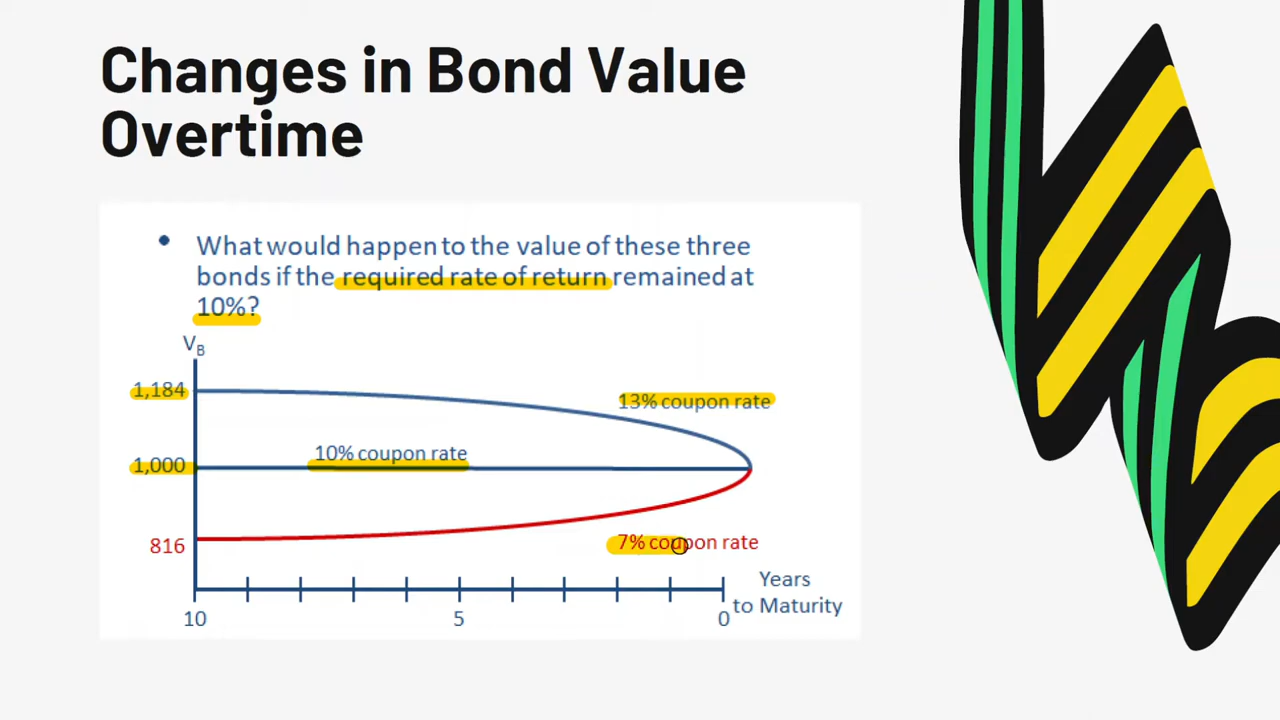 Changes in Bond Value
Overtime
• What would happen to the value of these three
bonds if the required rate of return remained at
10%?
VB
1,184
13% coupon rate
10% coupon rate
1,000
816
7% coupon rate
Years
to Maturity
10
5
0